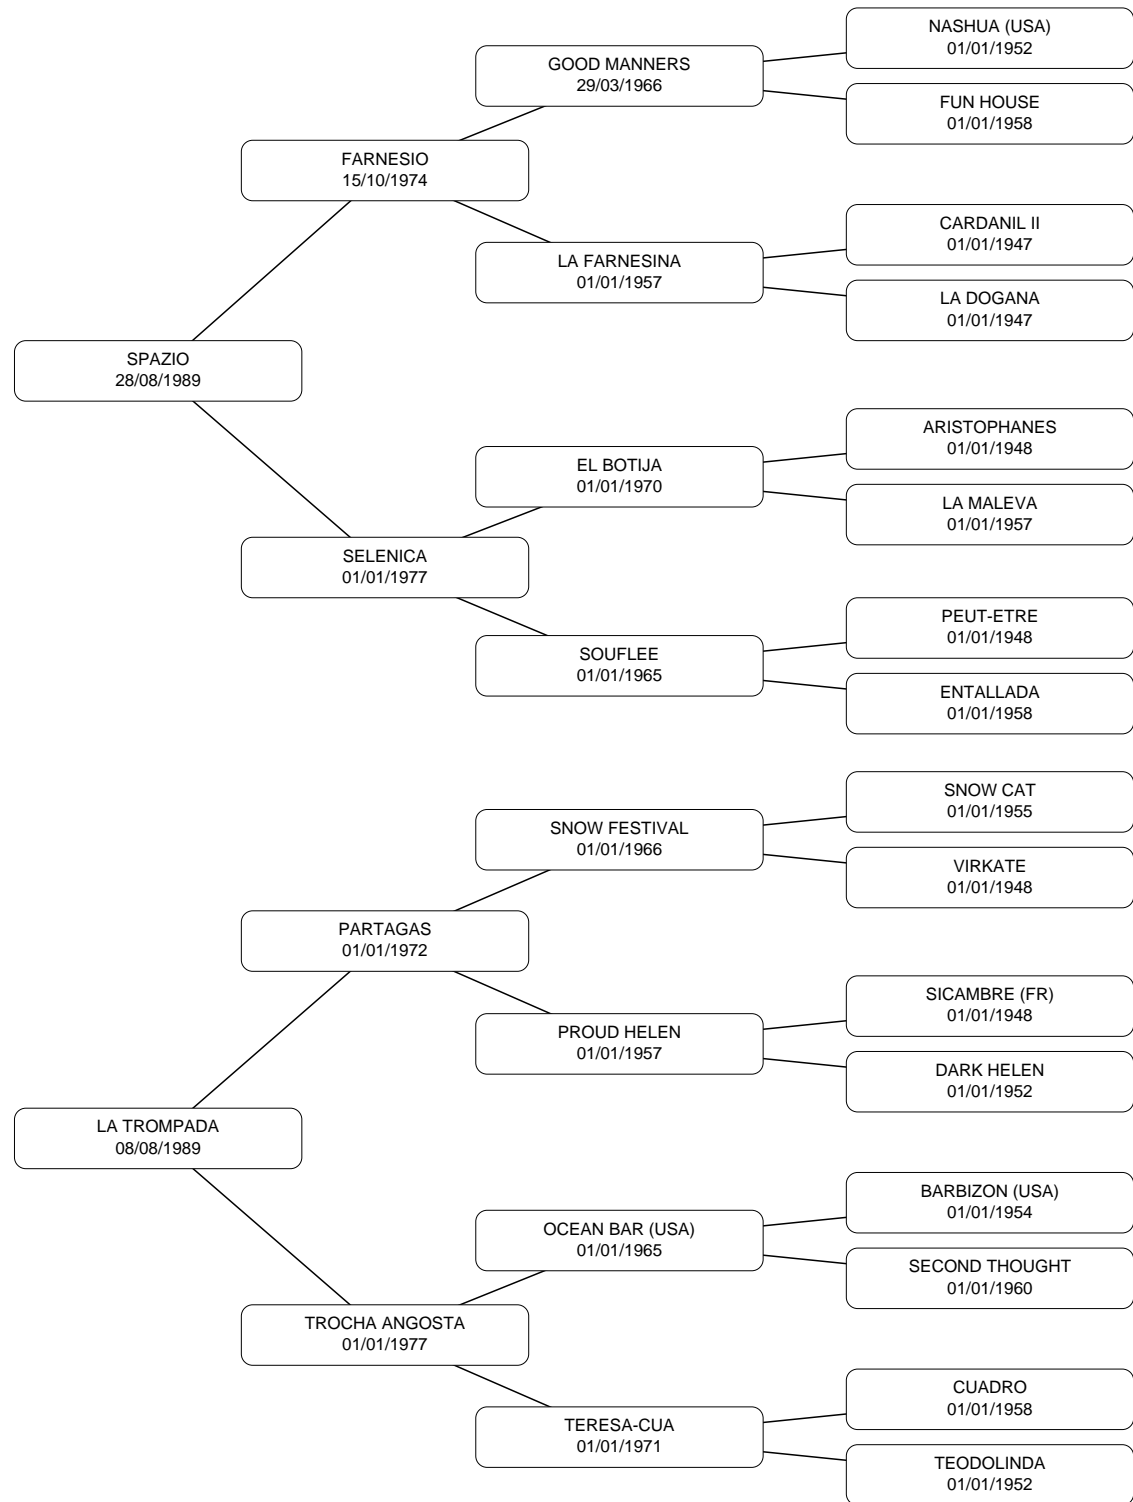 NASHUA (USA)
01/01/1952
GOOD MANNERS
29/03/1966
FUN HOUSE
01/01/1958
FARNESIO
15/10/1974
CARDANIL II
01/01/1947
LA FARNESINA
01/01/1957
LA DOGANA
01/01/1947
SPAZIO
28/08/1989
ARISTOPHANES
01/01/1948
EL BOTIJA
01/01/1970
LA MALEVA
01/01/1957
SELENICA
01/01/1977
PEUT-ETRE
01/01/1948
SOUFLEE
01/01/1965
ENTALLADA
01/01/1958
SNOW CAT
01/01/1955
SNOW FESTIVAL
01/01/1966
VIRKATE
01/01/1948
PARTAGAS
01/01/1972
SICAMBRE (FR)
01/01/1948
PROUD HELEN
01/01/1957
DARK HELEN
01/01/1952
LA TROMPADA
08/08/1989
BARBIZON (USA)
01/01/1954
OCEAN BAR (USA)
01/01/1965
SECOND THOUGHT
01/01/1960
TROCHA ANGOSTA
01/01/1977
CUADRO
01/01/1958
TERESA-CUA
01/01/1971
TEODOLINDA
01/01/1952